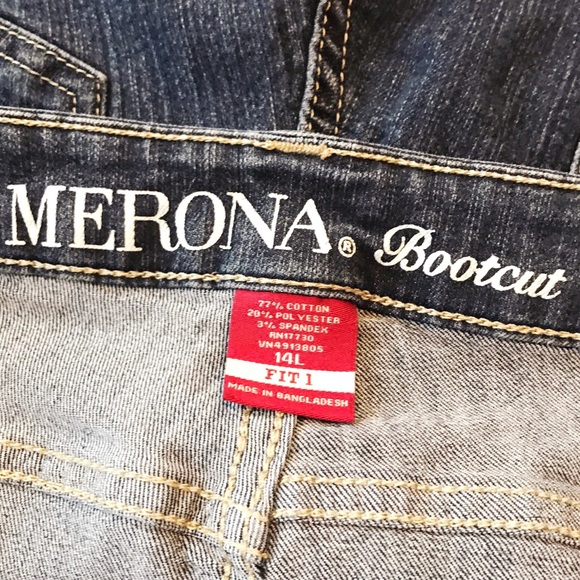 MERONA® Bootcut
77% COTTON
20% POLYESTER
3% SPANDEX
RN17730
VN4913805
14L
FIT 1
MADE IN BANGLADESH